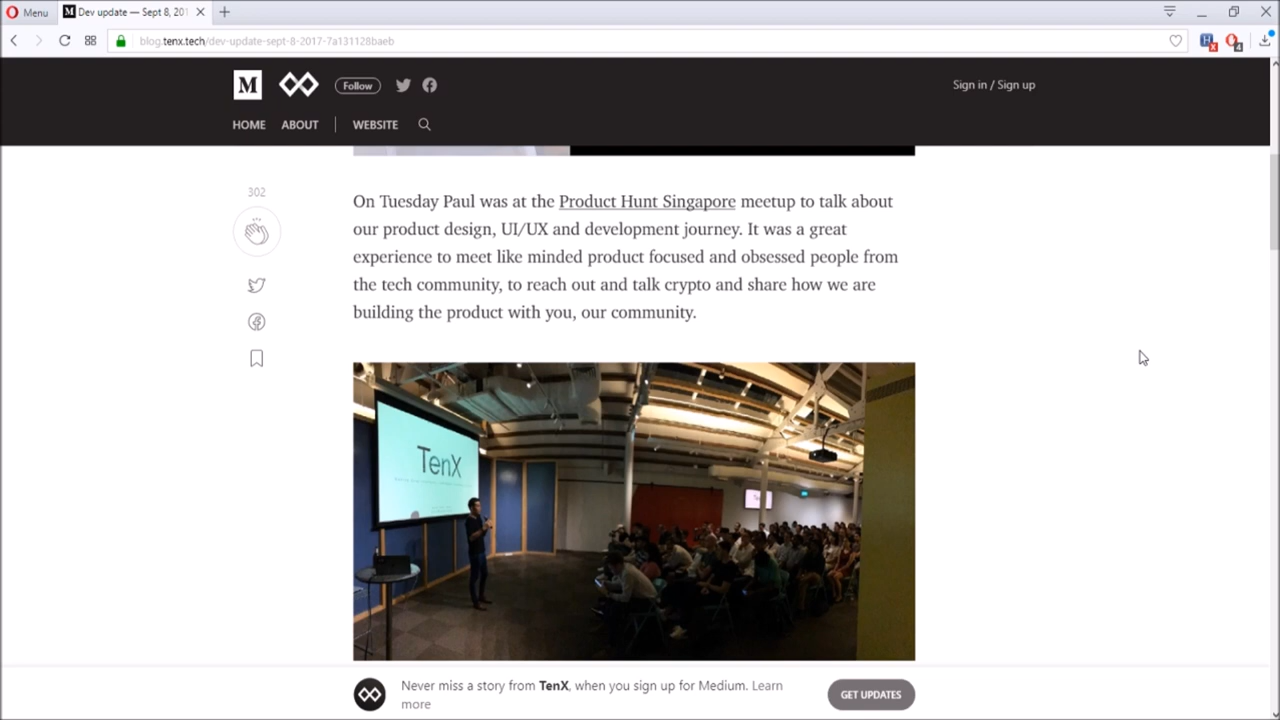 Menu
Dev update — Sept 8, 201
blog.tenx.tech/dev-update-sept-8-2017-7a131128baeb
4
M
Follow
Sign in / Sign up
HOME ABOUT WEBSITE
302
On Tuesday Paul was at the Product Hunt Singapore meetup to talk about
our product design, UI/UX and development journey. It was a great
experience to meet like minded product focused and obsessed people from
the tech community, to reach out and talk crypto and share how we are
building the product with you, our community.
TenX
Never miss a story from TenX, when you sign up for Medium. Learn
more
GET UPDATES